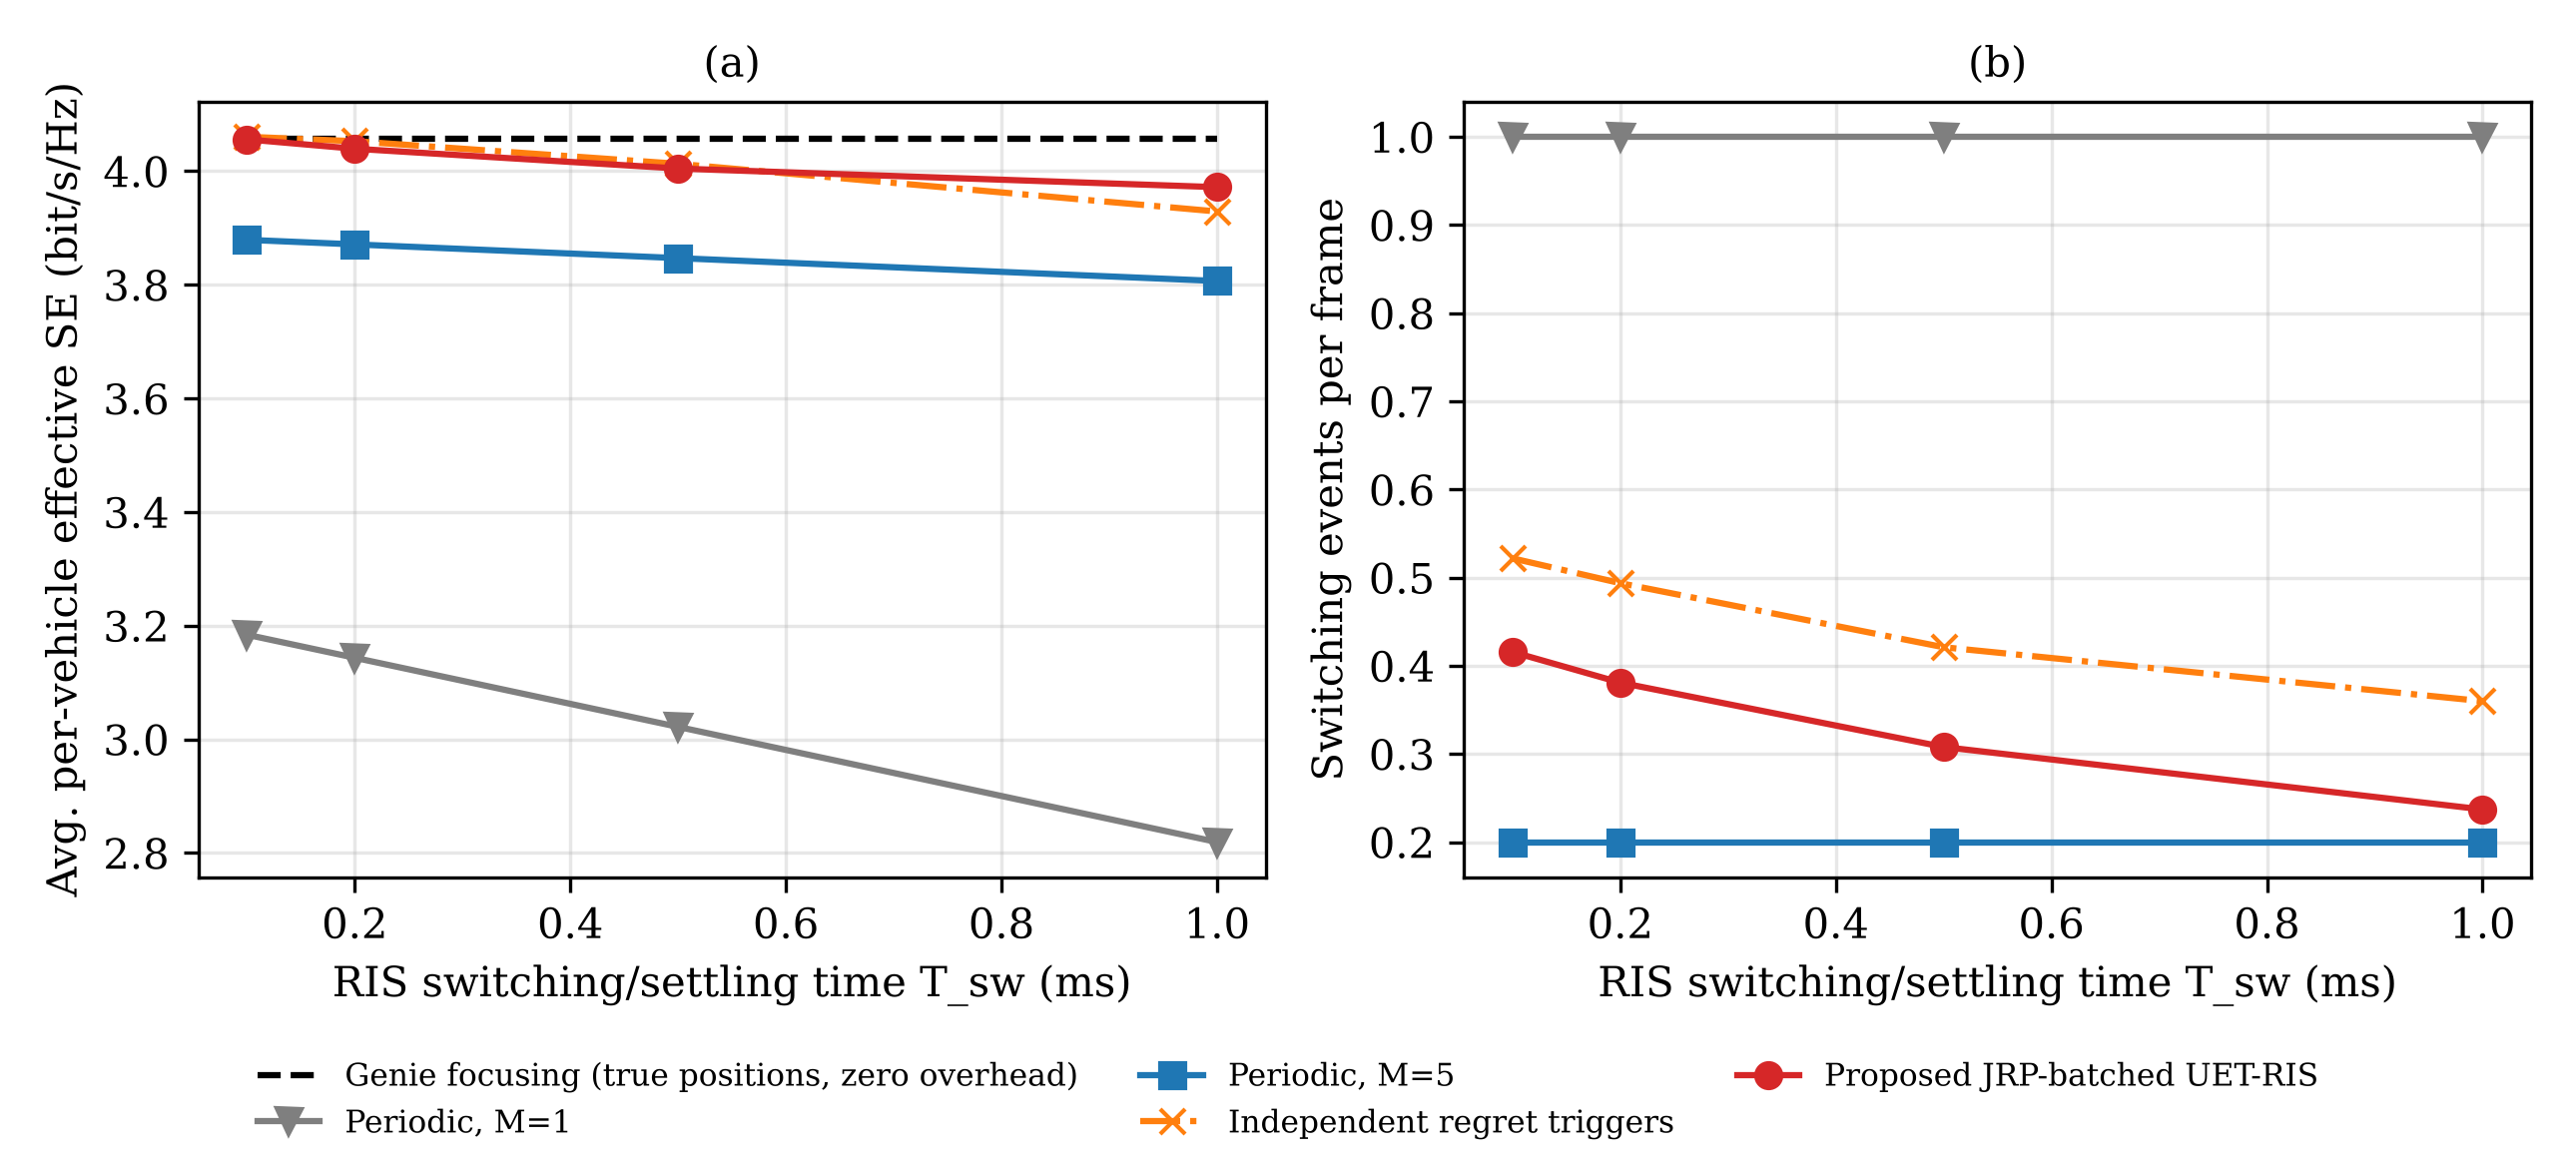 (a)
Avg. per-vehicle effective SE (bit/s/Hz)
4.0
3.8
3.6
3.4
3.2
3.0
2.8
0.2 0.4 0.6 0.8 1.0
RIS switching/settling time T_sw (ms)
(b)
Switching events per frame
1.0
0.9
0.8
0.7
0.6
0.5
0.4
0.3
0.2
0.2 0.4 0.6 0.8 1.0
RIS switching/settling time T_sw (ms)
Genie focusing (true positions, zero overhead)
Periodic, M=1
Periodic, M=5
Independent regret triggers
Proposed JRP-batched UET-RIS